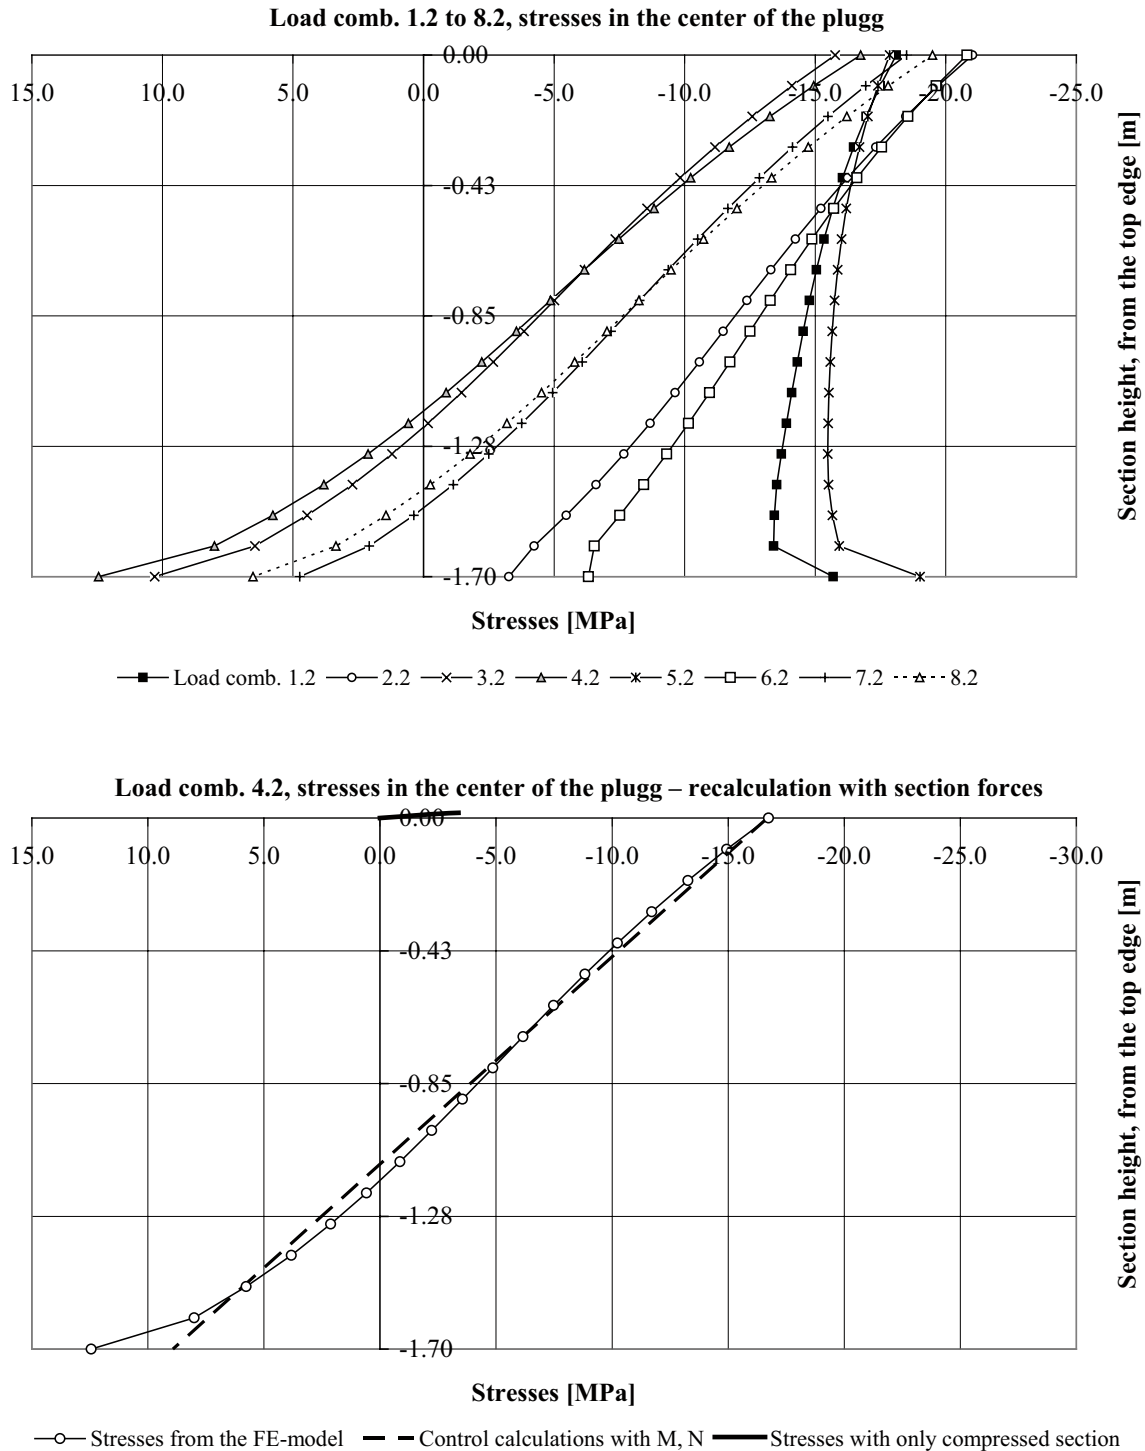 Load comb. 1.2 to 8.2, stresses in the center of the plugg
0.00
15.0 10.0 5.0 0.0 -5.0 -10.0 -15.0 -20.0 -25.0
-0.43
-0.85
-1.28
-1.70
Section height, from the top edge [m]
Stresses [MPa]
Load comb. 1.2 2.2 3.2 4.2 5.2 6.2 7.2 8.2
Load comb. 4.2, stresses in the center of the plugg – recalculation with section forces
0.00
15.0 10.0 5.0 0.0 -5.0 -10.0 -15.0 -20.0 -25.0 -30.0
-0.43
-0.85
-1.28
-1.70
Section height, from the top edge [m]
Stresses [MPa]
Stresses from the FE-model Control calculations with M, N Stresses with only compressed section